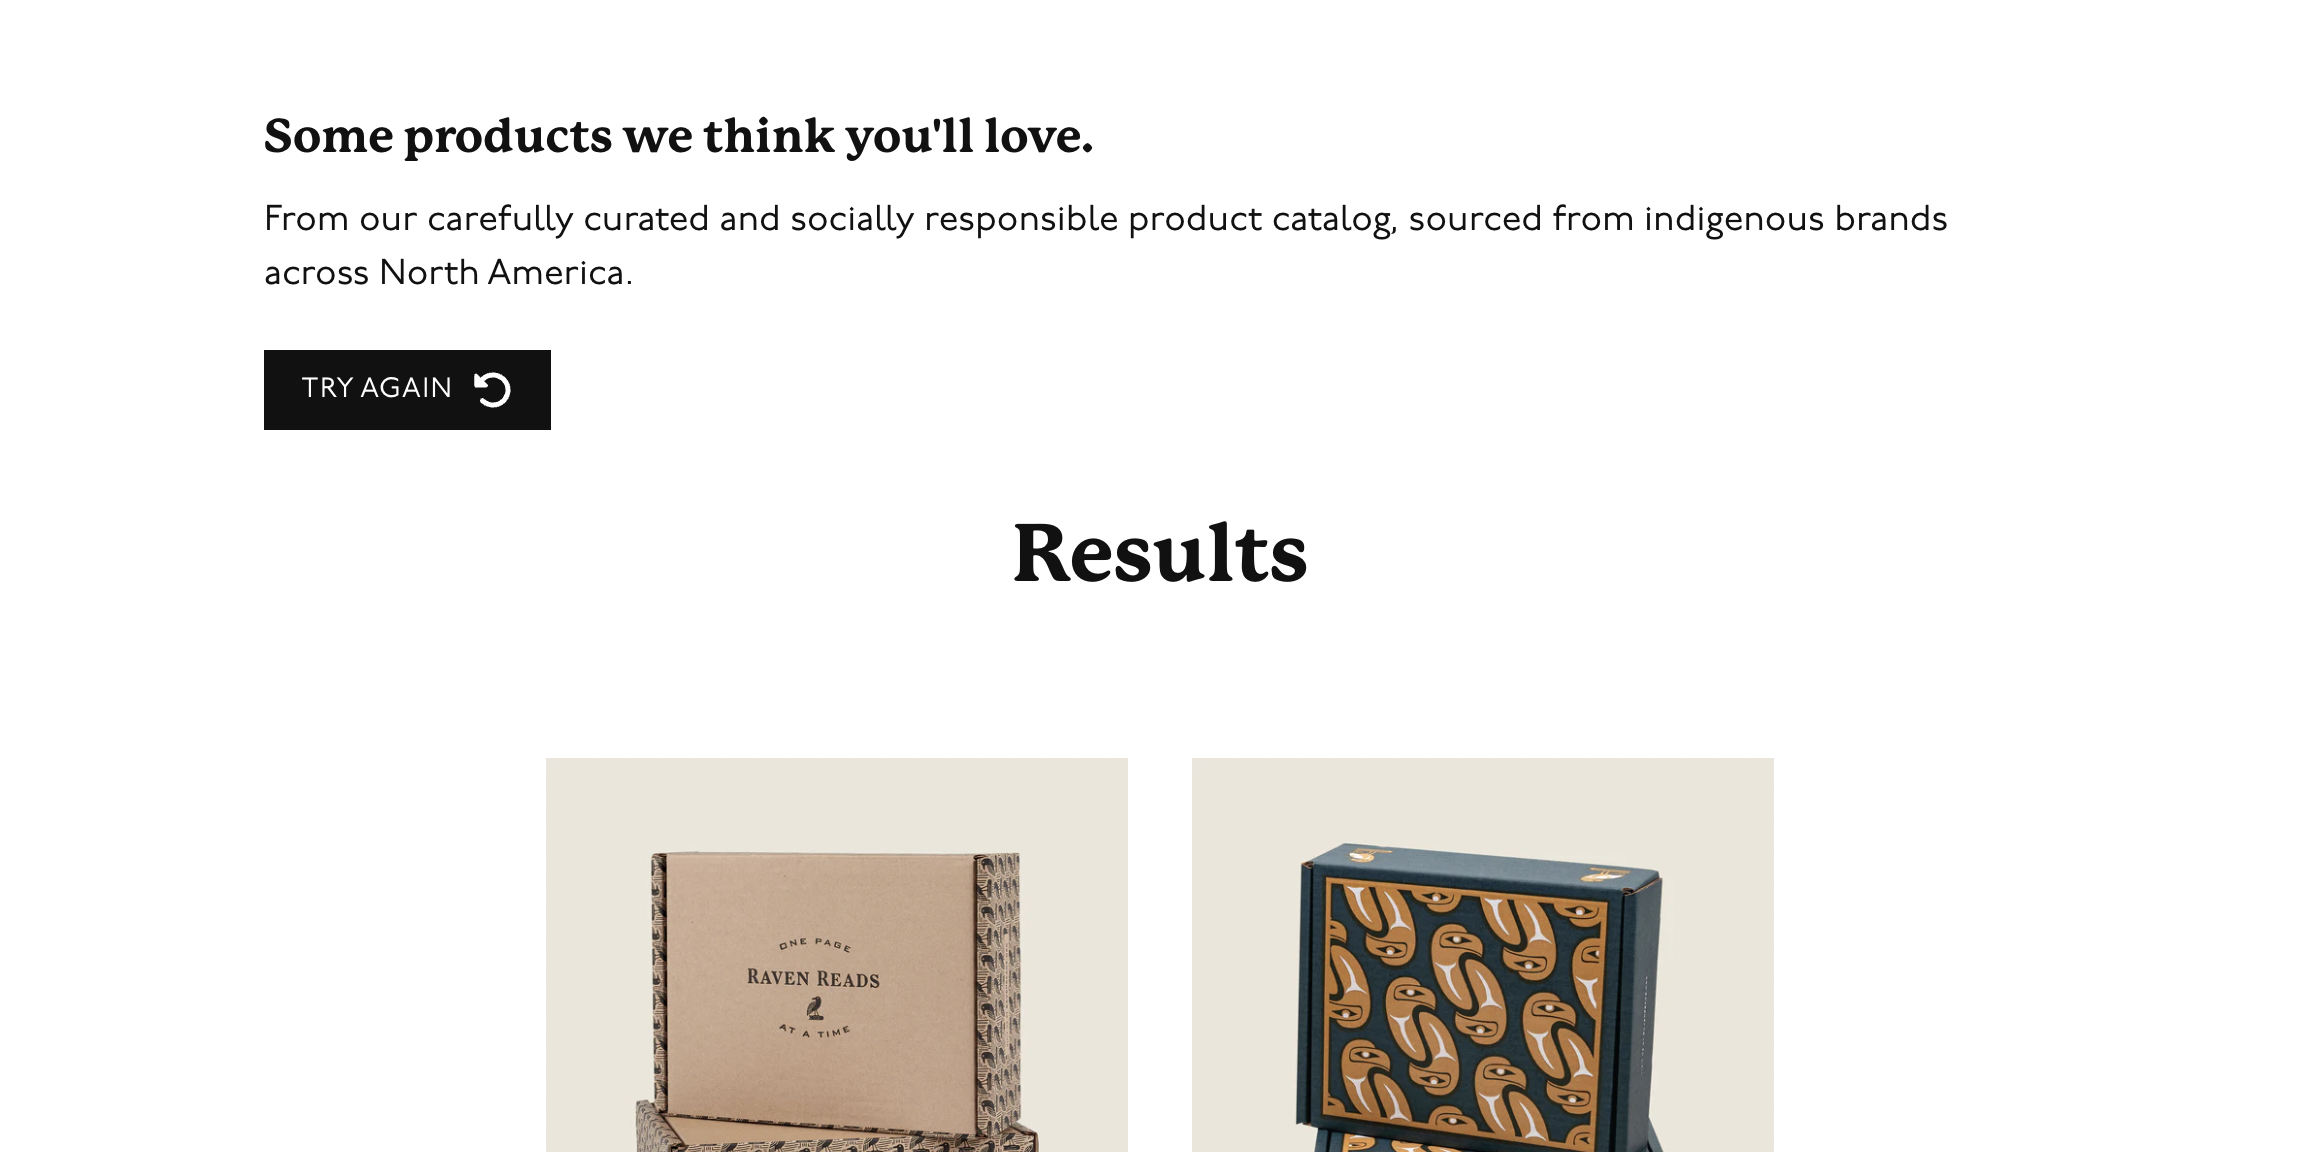 Some products we think you'll love.
From our carefully curated and socially responsible product catalog, sourced from indigenous brands
across North America.
TRY AGAIN
Results
ONE PAGE
RAVEN READS
AT A TIME